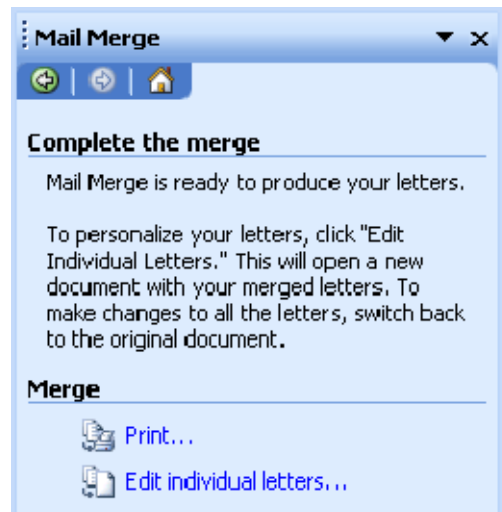 Mail Merge
Complete the merge
Mail Merge is ready to produce your letters.
To personalize your letters, click "Edit
Individual Letters." This will open a new
document with your merged letters. To
make changes to all the letters, switch back
to the original document.
Merge
Print...
Edit individual letters...